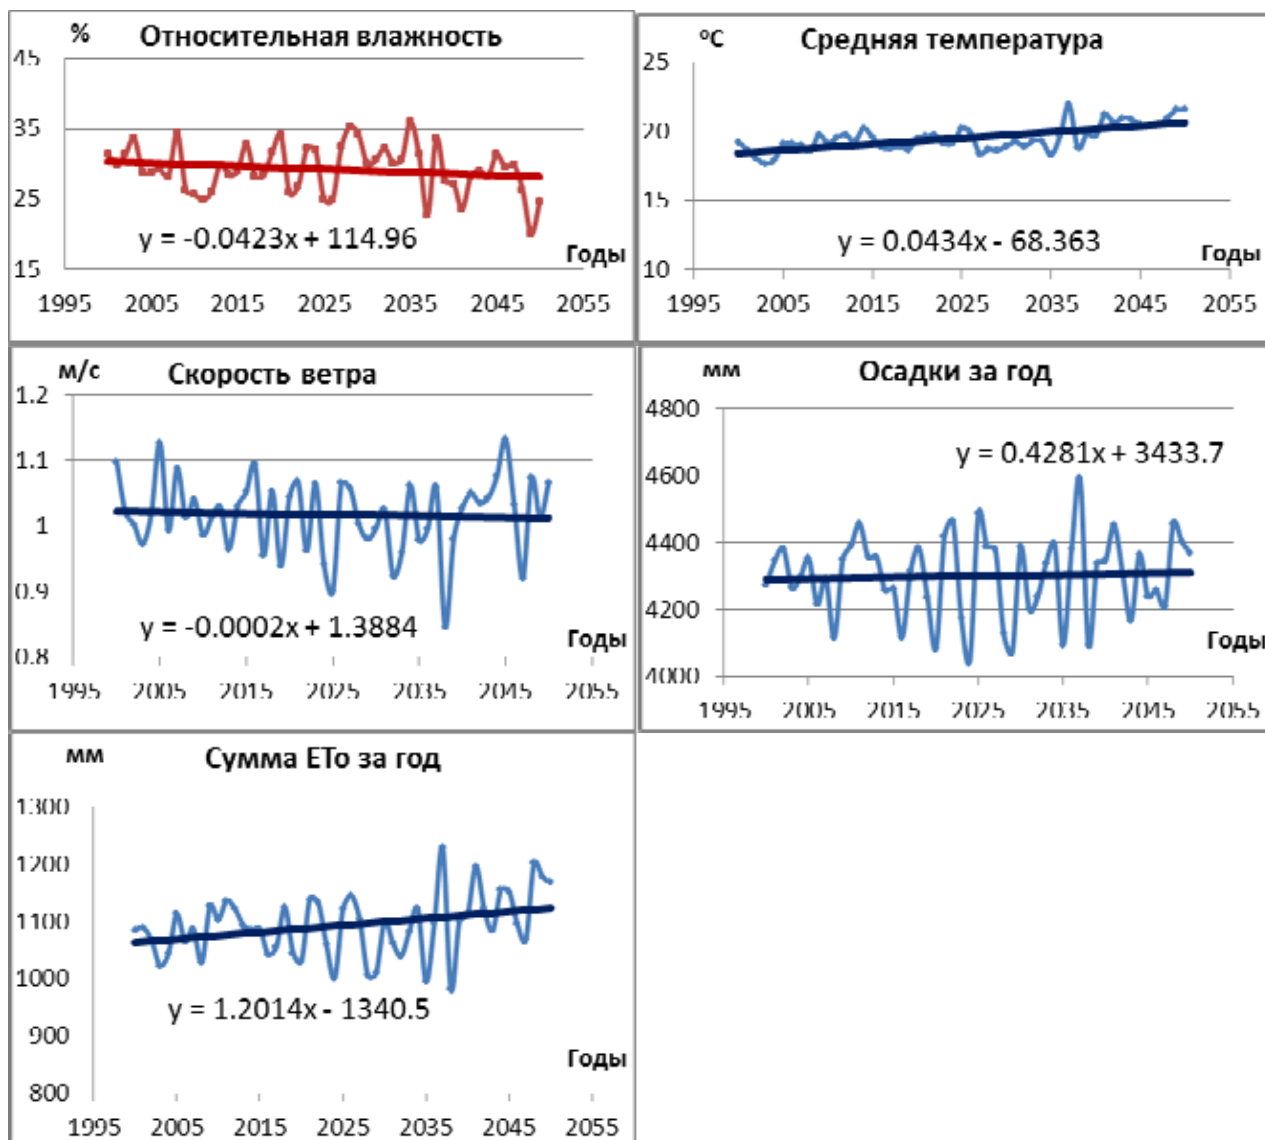 % Относительная влажность
45
35
25
15
y = -0.0423x + 114.96
Годы
1995 2005 2015 2025 2035 2045 2055
оС Средняя температура
25
20
15
10
y = 0.0434x - 68.363
Годы
1995 2005 2015 2025 2035 2045 2055
м/с Скорость ветра
1.2
1.1
1
0.9
0.8
y = -0.0002x + 1.3884
Годы
1995 2005 2015 2025 2035 2045 2055
мм Осадки за год
4800
4600
4400
4200
4000
y = 0.4281x + 3433.7
Годы
1995 2005 2015 2025 2035 2045 2055
мм Сумма ЕТо за год
1300
1200
1100
1000
900
800
y = 1.2014x - 1340.5
Годы
1995 2005 2015 2025 2035 2045 2055